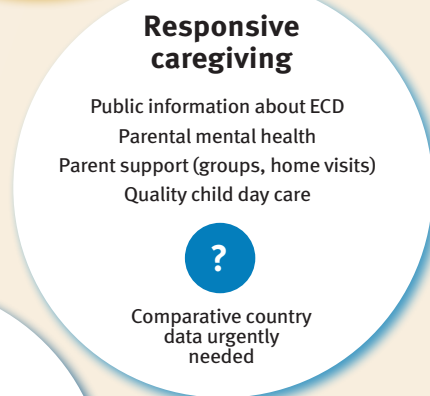 Responsive
caregiving
Public information about ECD
Parental mental health
Parent support (groups, home visits)
Quality child day care
?
Comparative country
data urgently
needed